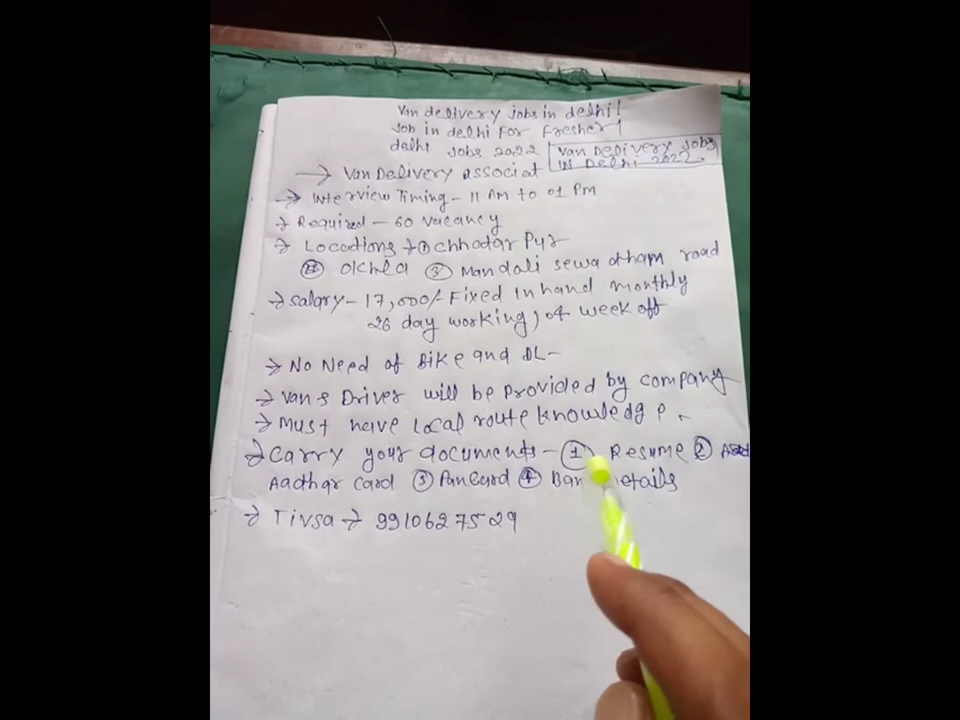 Van delivery jobs in delhi!
Job in delhi for fresher!
delhi jobs 2022
Van Delivery Jobs
IN Delhi 2022
→ Van Delivery Associat
→ Interview Timing - 11 AM to 01 Pm
→ Required - 60 vacancy
→ Locations → ① Chhatar Pur
② Okhla ③ Mandali sewa dham road
→ Salary - 17,000/- Fixed Inhand monthly
26 day working, 04 week off
→ No Need of Bike and DL -
→ Van & Driver will be Provided by company
→ Must have Local route knowledge.
→ Carry your documents - ① Resume ②
Aadhar card ③ Pan Card ④ Details
→ Tivsa → 9910627529